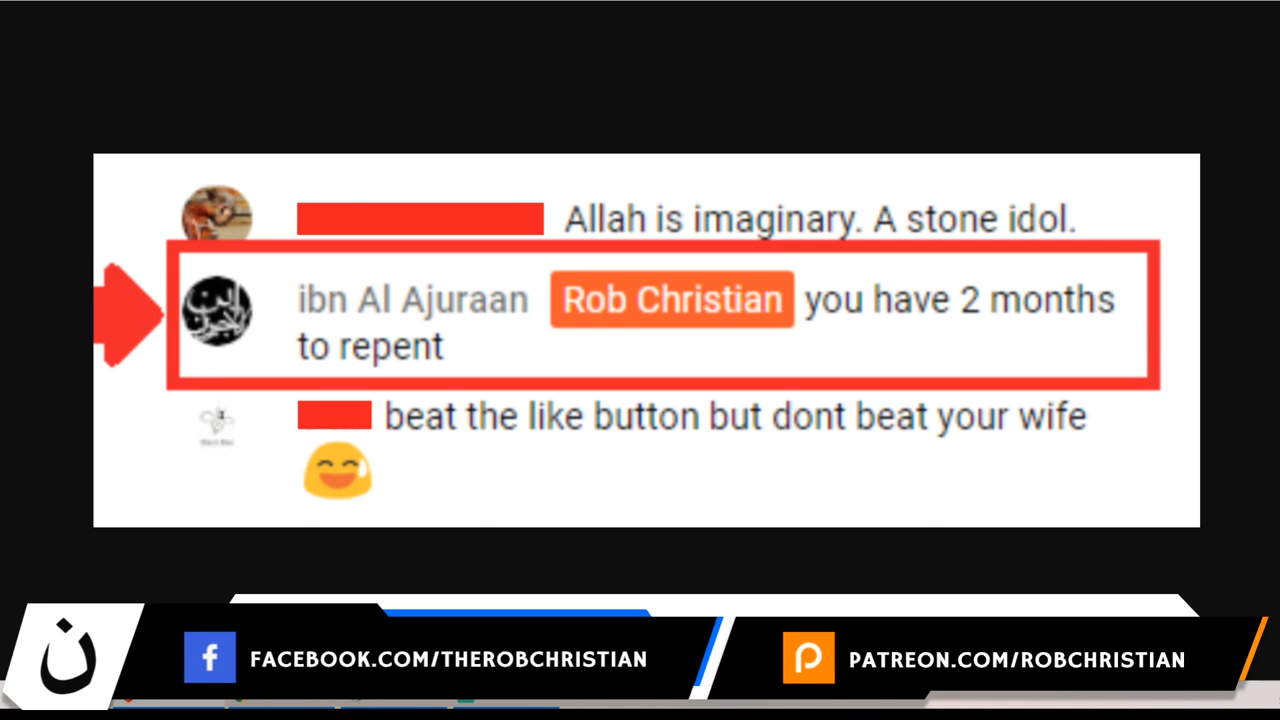 Allah is imaginary. A stone idol.
ibn Al Ajuraan Rob Christian you have 2 months
to repent
beat the like button but dont beat your wife
ن
f FACEBOOK.COM/THEROBCHRISTIAN
PATREON.COM/ROBCHRISTIAN